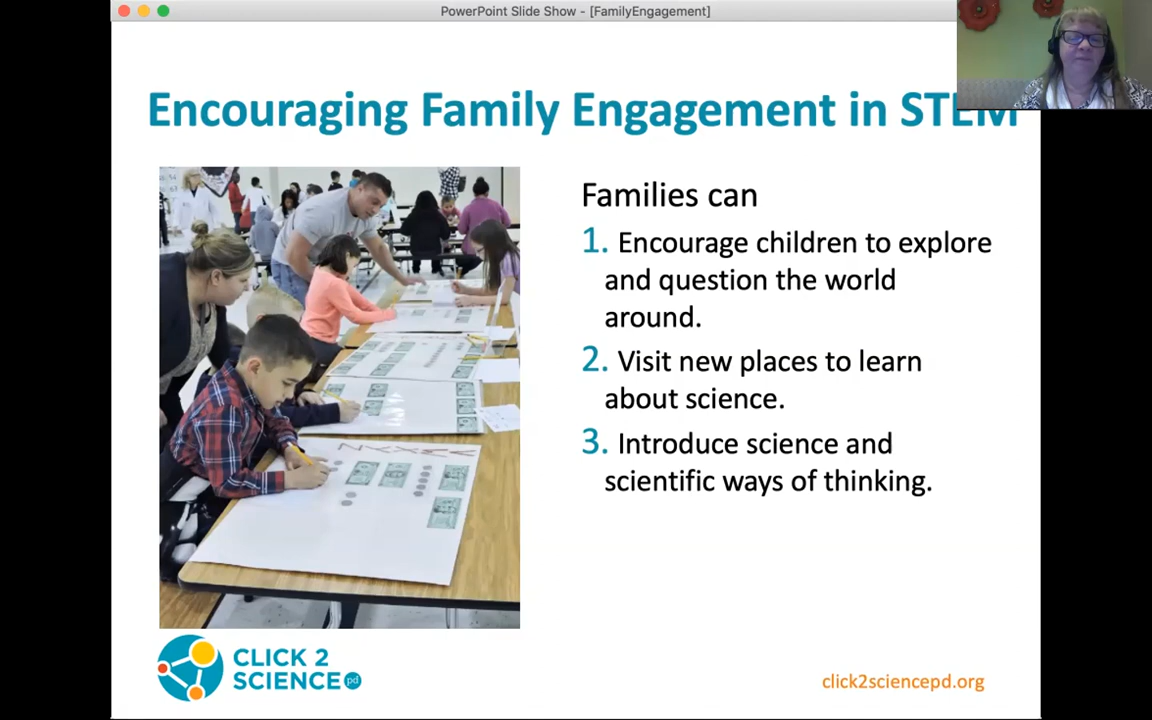 PowerPoint Slide Show - [FamilyEngagement]
Encouraging Family Engagement in STEM
Families can
1. Encourage children to explore
and question the world
around.
2. Visit new places to learn
about science.
3. Introduce science and
scientific ways of thinking.
CLICK 2
SCIENCE pd
click2sciencepd.org